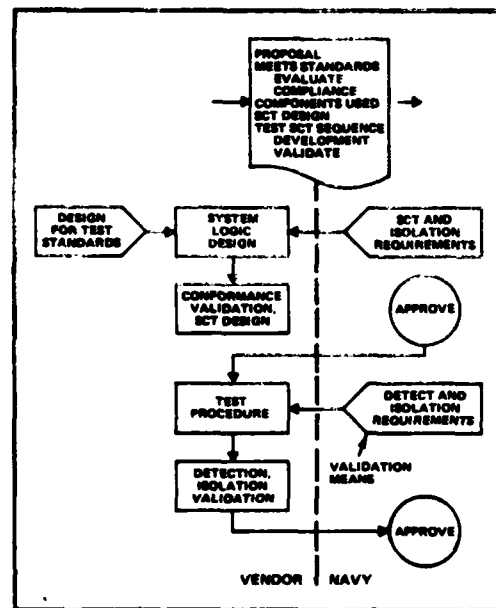 PROPOSAL
MEETS STANDARDS
EVALUATE
COMPLIANCE
COMPONENTS USED
SCT DESIGN
TEST SCT SEQUENCE
DEVELOPMENT
VALIDATE
DESIGN
FOR TEST
STANDARDS
SYSTEM
LOGIC
DESIGN
SCT AND
ISOLATION
REQUIREMENTS
CONFORMANCE
VALIDATION,
SCT DESIGN
APPROVE
TEST
PROCEDURE
DETECT AND
ISOLATION
REQUIREMENTS
VALIDATION
MEANS
DETECTION,
ISOLATION
VALIDATION
APPROVE
VENDOR
NAVY